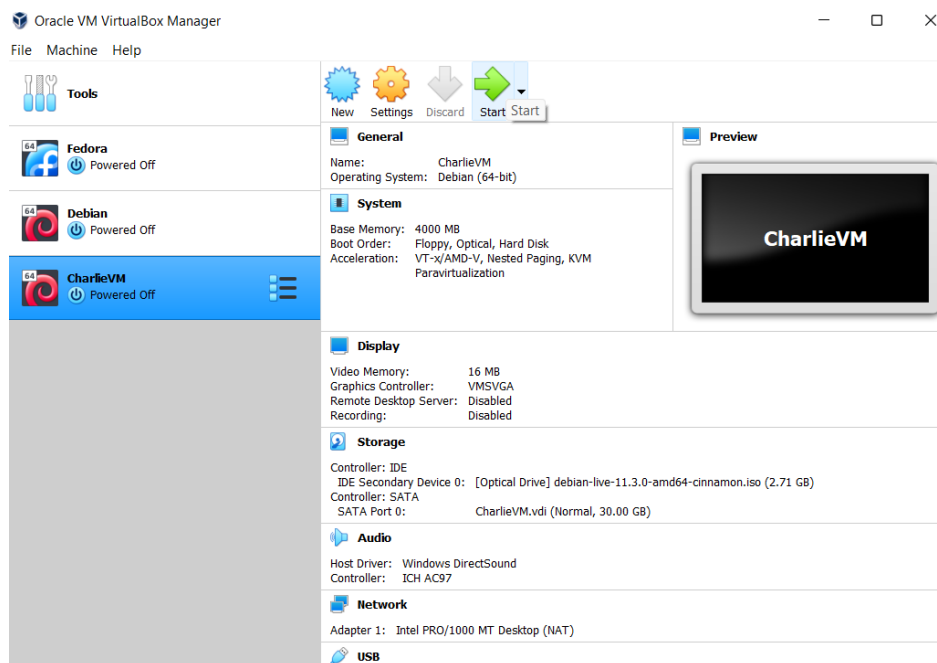 Oracle VM VirtualBox Manager
File Machine Help
Tools
New Settings Discard Start Start
64 Fedora
Powered Off
64 Debian
Powered Off
64 CharlieVM
Powered Off
General
Name: CharlieVM
Operating System: Debian (64-bit)
System
Base Memory: 4000 MB
Boot Order: Floppy, Optical, Hard Disk
Acceleration: VT-x/AMD-V, Nested Paging, KVM
Paravirtualization
Preview
CharlieVM
Display
Video Memory: 16 MB
Graphics Controller: VMSVGA
Remote Desktop Server: Disabled
Recording: Disabled
Storage
Controller: IDE
IDE Secondary Device 0: [Optical Drive] debian-live-11.3.0-amd64-cinnamon.iso (2.71 GB)
Controller: SATA
SATA Port 0: CharlieVM.vdi (Normal, 30.00 GB)
Audio
Host Driver: Windows DirectSound
Controller: ICH AC97
Network
Adapter 1: Intel PRO/1000 MT Desktop (NAT)
USB